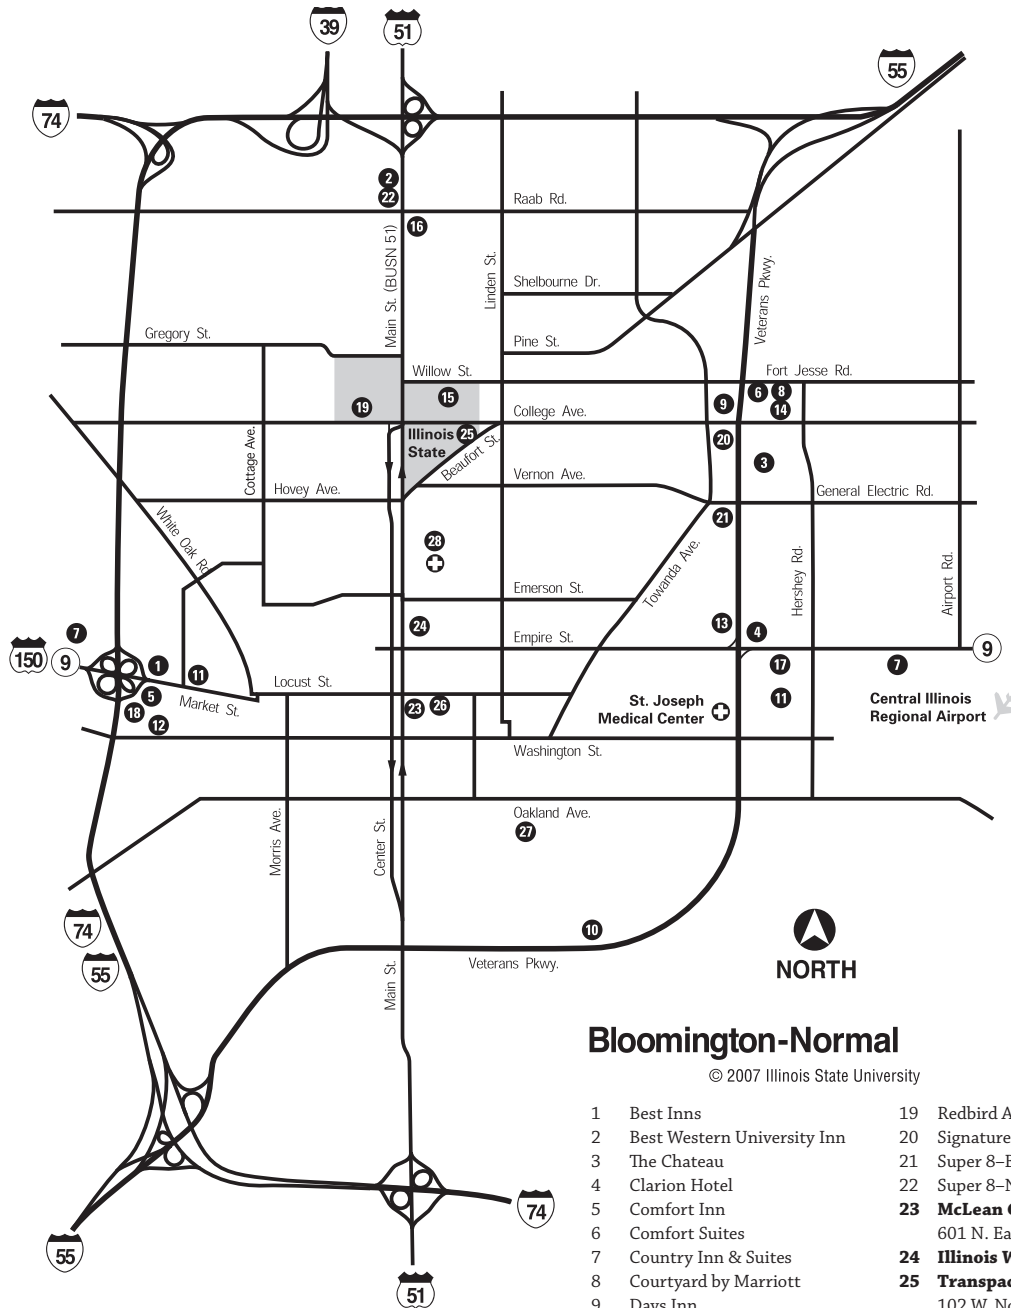 39
51
55
74
2
22
Raab Rd.
16
Main St. (BUSN 51)
Linden St.
Shelbourne Dr.
Veterans Pkwy.
Gregory St.
Pine St.
Willow St.
Fort Jesse Rd.
6
8
15
9
14
19
College Ave.
Illinois
State
25
20
Beaufort St.
Cottage Ave.
3
Vernon Ave.
Hovey Ave.
General Electric Rd.
21
White Oak Rd.
28
Towanda Ave.
Hershey Rd.
Airport Rd.
Emerson St.
24
13
4
7
Empire St.
9
150
9
1
11
17
7
Locust St.
5
Market St.
18
12
23
26
St. Joseph
Medical Center
11
Central Illinois
Regional Airport
Washington St.
Oakland Ave.
27
Morris Ave.
Center St.
74
10
55
Veterans Pkwy.
Main St.
NORTH
Bloomington-Normal
© 2007 Illinois State University
74
55
51
1 Best Inns
2 Best Western University Inn
3 The Chateau
4 Clarion Hotel
5 Comfort Inn
6 Comfort Suites
7 Country Inn & Suites
8 Courtyard by Marriott
9 Days Inn
19 Redbird A
20 Signature
21 Super 8–
22 Super 8–
23 McLean
601 N. Ea
24 Illinois
25 Transpa
102 W. No